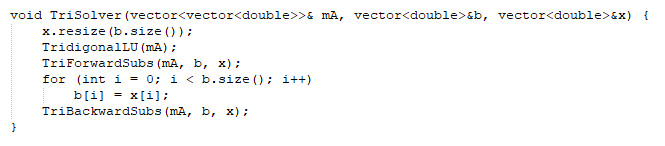 void TriSolver(vector<vector<double>>& mA, vector<double>&b, vector<double>&x) {
x.resize(b.size());
TridigonalLU(mA);
TriForwardSubs(mA, b, x);
for (int i = 0; i < b.size(); i++)
b[i] = x[i];
TriBackwardSubs(mA, b, x);
}